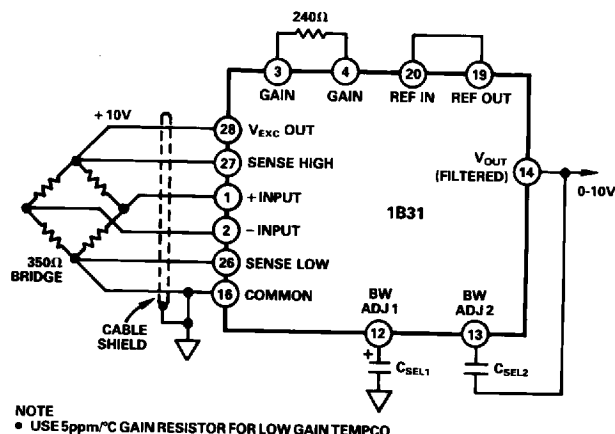 240Ω
3
4
20
19
GAIN
GAIN
REF IN
REF OUT
+10V
28
VEXC OUT
27
SENSE HIGH
14
VOUT
(FILTERED)
0-10V
1
+INPUT
1B31
2
−INPUT
350Ω
BRIDGE
26
SENSE LOW
16
COMMON
CABLE
SHIELD
BW
ADJ 1
BW
ADJ 2
12
13
+
CSEL1
CSEL2
NOTE
• USE 5ppm/°C GAIN RESISTOR FOR LOW GAIN TEMPCO